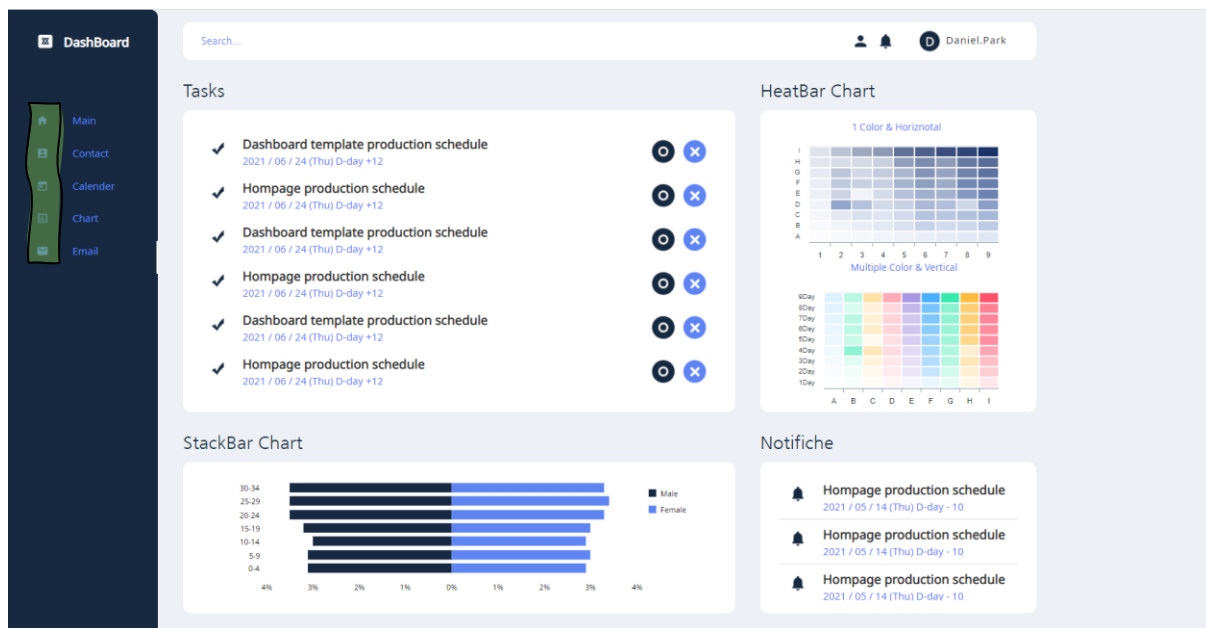 DashBoard
Main
Contact
Calender
Chart
Email
Search...
D
Daniel.Park
Tasks
Dashboard template production schedule
2021 / 06 / 24 (Thu) D-day +12
Hompage production schedule
2021 / 06 / 24 (Thu) D-day +12
Dashboard template production schedule
2021 / 06 / 24 (Thu) D-day +12
Hompage production schedule
2021 / 06 / 24 (Thu) D-day +12
Dashboard template production schedule
2021 / 06 / 24 (Thu) D-day +12
Hompage production schedule
2021 / 06 / 24 (Thu) D-day +12
HeatBar Chart
1 Color & Horiznotal
I
H
G
F
E
D
C
B
A
1 2 3 4 5 6 7 8 9
Multiple Color & Vertical
9Day
8Day
7Day
6Day
5Day
4Day
3Day
2Day
1Day
A B C D E F G H I
StackBar Chart
30-34
25-29
20-24
15-19
10-14
5-9
0-4
4% 3% 2% 1% 0% 1% 2% 3% 4%
Male
Female
Notifiche
Hompage production schedule
2021 / 05 / 14 (Thu) D-day - 10
Hompage production schedule
2021 / 05 / 14 (Thu) D-day - 10
Hompage production schedule
2021 / 05 / 14 (Thu) D-day - 10